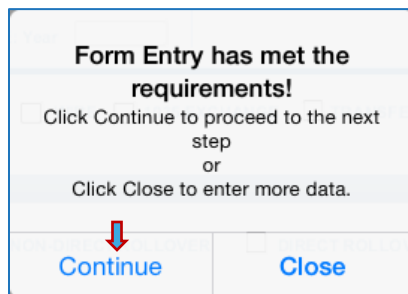 Form Entry has met the
requirements!
Click Continue to proceed to the next
step
or
Click Close to enter more data.
Continue
Close